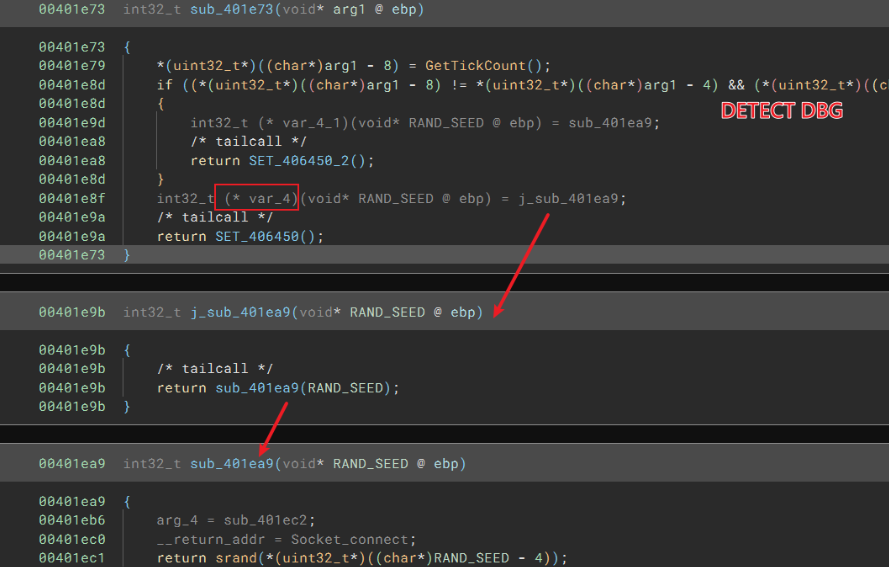 00401e73 int32_t sub_401e73(void* arg1 @ ebp)
00401e73 {
00401e79 *(uint32_t*)((char*)arg1 - 8) = GetTickCount();
00401e8d if ((*(uint32_t*)((char*)arg1 - 8) != *(uint32_t*)((char*)arg1 - 4) && (*(uint32_t*)((c
00401e8d {
DETECT DBG
00401e9d int32_t (* var_4_1)(void* RAND_SEED @ ebp) = sub_401ea9;
00401ea8 /* tailcall */
00401ea8 return SET_406450_2();
00401e8d }
00401e8f int32_t (* var_4)(void* RAND_SEED @ ebp) = j_sub_401ea9;
00401e9a /* tailcall */
00401e9a return SET_406450();
00401e73 }
00401e9b int32_t j_sub_401ea9(void* RAND_SEED @ ebp)
00401e9b {
00401e9b /* tailcall */
00401e9b return sub_401ea9(RAND_SEED);
00401e9b }
00401ea9 int32_t sub_401ea9(void* RAND_SEED @ ebp)
00401ea9 {
00401eb6 arg_4 = sub_401ec2;
00401ec0 __return_addr = Socket_connect;
00401ec1 return srand(*(uint32_t*)((char*)RAND_SEED - 4));